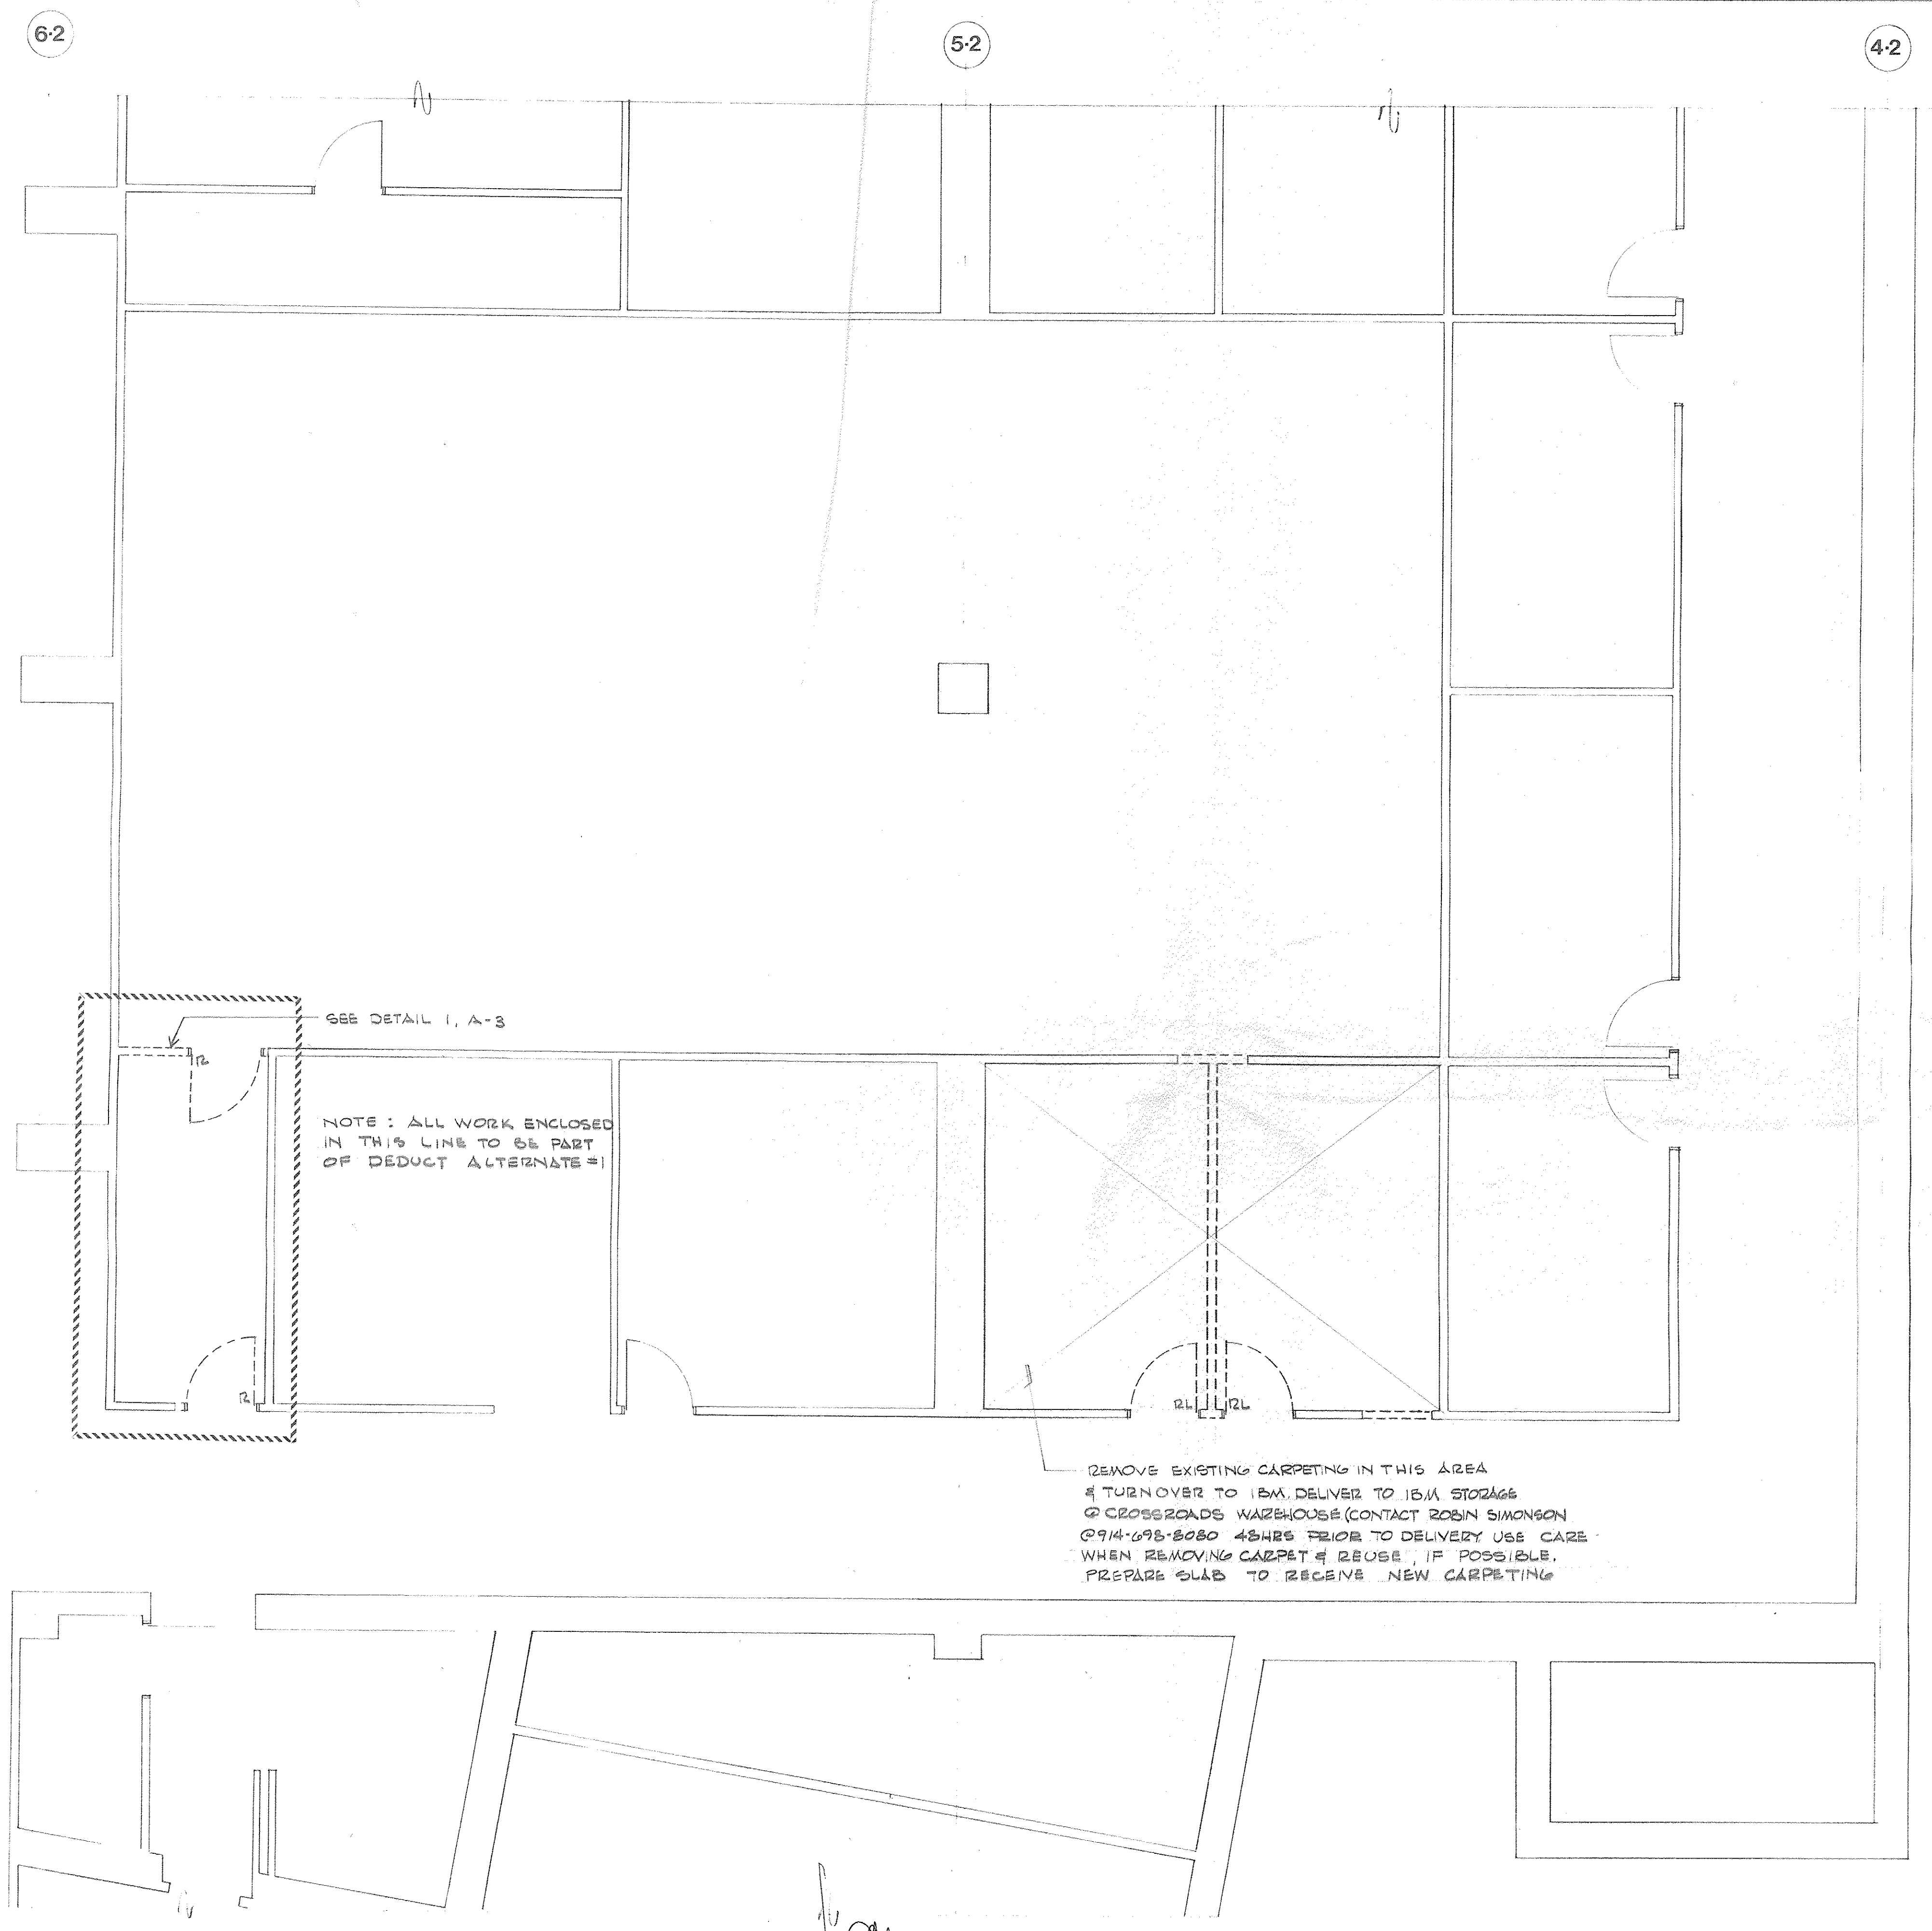 6·2
5·2
4·2
SEE DETAIL 1, A-3
R
NOTE : ALL WORK ENCLOSED
IN THIS LINE TO BE PART
OF DEDUCT ALTERNATE #1
R
RL
RL
REMOVE EXISTING CARPETING IN THIS AREA
& TURNOVER TO IBM. DELIVER TO IBM STORAGE
@ CROSSROADS WAREHOUSE (CONTACT ROBIN SIMONSON
@ 914-698-8080 48HRS PRIOR TO DELIVERY. USE CARE
WHEN REMOVING CARPET & REUSE, IF POSSIBLE.
PREPARE SLAB TO RECEIVE NEW CARPETING